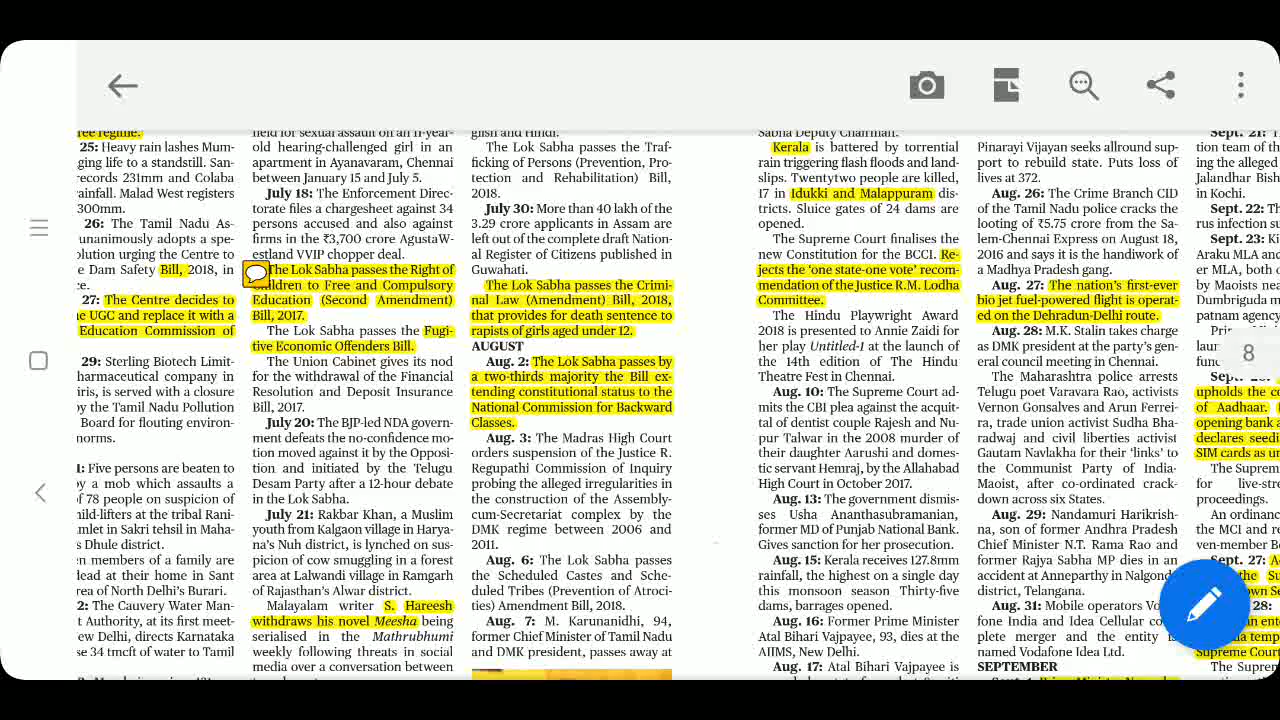 ree regime.
25: Heavy rain lashes Mum-
ging life to a standstill. San-
records 231mm and Colaba
rainfall. Malad West registers
300mm.
26: The Tamil Nadu As-
unanimously adopts a spe-
olution urging the Centre to
e Dam Safety Bill, 2018, in
ce.
27: The Centre decides to
e UGC and replace it with a
Education Commission of
29: Sterling Biotech Limit-
harmaceutical company in
iris, is served with a closure
by the Tamil Nadu Pollution
Board for flouting environ-
norms.
1: Five persons are beaten to
y a mob which assaults a
of 78 people on suspicion of
hild-lifters at the tribal Rani-
mlet in Sakri tehsil in Maha-
s Dhule district.
n members of a family are
dead at their home in Sant
rea of North Delhi's Burari.
2: The Cauvery Water Man-
t Authority, at its first meet-
ew Delhi, directs Karnataka
se 34 tmcft of water to Tamil
held for sexual assault on an 11-year-
old hearing-challenged girl in an
apartment in Ayanavaram, Chennai
between January 15 and July 5.
July 18: The Enforcement Direc-
torate files a chargesheet against 34
persons accused and also against
firms in the ₹3,700 crore AgustaW-
estland VVIP chopper deal.
The Lok Sabha passes the Right of
Children to Free and Compulsory
Education (Second Amendment)
Bill, 2017.
The Lok Sabha passes the Fugi-
tive Economic Offenders Bill.
The Union Cabinet gives its nod
for the withdrawal of the Financial
Resolution and Deposit Insurance
Bill, 2017.
July 20: The BJP-led NDA govern-
ment defeats the no-confidence mo-
tion moved against it by the Opposi-
tion and initiated by the Telugu
Desam Party after a 12-hour debate
in the Lok Sabha.
July 21: Rakbar Khan, a Muslim
youth from Kalgaon village in Harya-
na's Nuh district, is lynched on sus-
picion of cow smuggling in a forest
area at Lalwandi village in Ramgarh
of Rajasthan's Alwar district.
Malayalam writer S. Hareesh
withdraws his novel Meesha being
serialised in the Mathrubhumi
weekly following threats in social
media over a conversation between
glish and Hindi.
The Lok Sabha passes the Traf-
ficking of Persons (Prevention, Pro-
tection and Rehabilitation) Bill,
2018.
July 30: More than 40 lakh of the
3.29 crore applicants in Assam are
left out of the complete draft Nation-
al Register of Citizens published in
Guwahati.
The Lok Sabha passes the Crimi-
nal Law (Amendment) Bill, 2018,
that provides for death sentence to
rapists of girls aged under 12.
AUGUST
Aug. 2: The Lok Sabha passes by
a two-thirds majority the Bill ex-
tending constitutional status to the
National Commission for Backward
Classes.
Aug. 3: The Madras High Court
orders suspension of the Justice R.
Regupathi Commission of Inquiry
probing the alleged irregularities in
the construction of the Assembly-
cum-Secretariat complex by the
DMK regime between 2006 and
2011.
Aug. 6: The Lok Sabha passes
the Scheduled Castes and Sche-
duled Tribes (Prevention of Atroci-
ties) Amendment Bill, 2018.
Aug. 7: M. Karunanidhi, 94,
former Chief Minister of Tamil Nadu
and DMK president, passes away at
Sabha Deputy Chairman.
Kerala is battered by torrential
rain triggering flash floods and land-
slips. Twentytwo people are killed,
17 in Idukki and Malappuram dis-
tricts. Sluice gates of 24 dams are
opened.
The Supreme Court finalises the
new Constitution for the BCCI. Re-
jects the 'one state-one vote' recom-
mendation of the Justice R.M. Lodha
Committee.
The Hindu Playwright Award
2018 is presented to Annie Zaidi for
her play Untitled-1 at the launch of
the 14th edition of The Hindu
Theatre Fest in Chennai.
Aug. 10: The Supreme Court ad-
mits the CBI plea against the acquit-
tal of dentist couple Rajesh and Nu-
pur Talwar in the 2008 murder of
their daughter Aarushi and domes-
tic servant Hemraj, by the Allahabad
High Court in October 2017.
Aug. 13: The government dismis-
ses Usha Ananthasubramanian,
former MD of Punjab National Bank.
Gives sanction for her prosecution.
Aug. 15: Kerala receives 127.8mm
rainfall, the highest on a single day
this monsoon season Thirty-five
dams, barrages opened.
Aug. 16: Former Prime Minister
Atal Bihari Vajpayee, 93, dies at the
AIIMS, New Delhi.
Aug. 17: Atal Bihari Vajpayee is
Pinarayi Vijayan seeks allround sup-
port to rebuild state. Puts loss of
lives at 372.
Aug. 26: The Crime Branch CID
of the Tamil Nadu police cracks the
looting of ₹5.75 crore from the Sa-
lem-Chennai Express on August 18,
2016 and says it is the handiwork of
a Madhya Pradesh gang.
Aug. 27: The nation's first-ever
bio jet fuel-powered flight is operat-
ed on the Dehradun-Delhi route.
Aug. 28: M.K. Stalin takes charge
as DMK president at the party's gen-
eral council meeting in Chennai.
The Maharashtra police arrests
Telugu poet Varavara Rao, activists
Vernon Gonsalves and Arun Ferrei-
ra, trade union activist Sudha Bha-
radwaj and civil liberties activist
Gautam Navlakha for their 'links' to
the Communist Party of India-
Maoist, after co-ordinated crack-
down across six States.
Aug. 29: Nandamuri Harikrish-
na, son of former Andhra Pradesh
Chief Minister N.T. Rama Rao and
former Rajya Sabha MP dies in an
accident at Anneparthy in Nalgond
district, Telangana.
Aug. 31: Mobile operators Vo
fone India and Idea Cellular co
plete merger and the entity
named Vodafone Idea Ltd.
SEPTEMBER
Sept. 21: T
tion team of th
ing the alleged
Jalandhar Bish
in Kochi.
Sept. 22: Th
rus infection su
Sept. 23: Ki
Araku MLA and
er MLA, both o
by Maoists nea
Dumbriguda m
patnam agency
Pri
laun
func
8
Sept.
upholds the co
of Aadhaar.
opening bank a
declares seedi
SIM cards as un
The Suprem
for live-stre
proceedings.
An ordinanc
the MCI and re
ven-member Bo
Sept. 27: A
the Su
wn Se
28:
an ente
a temp
Supreme Court
The Suprem